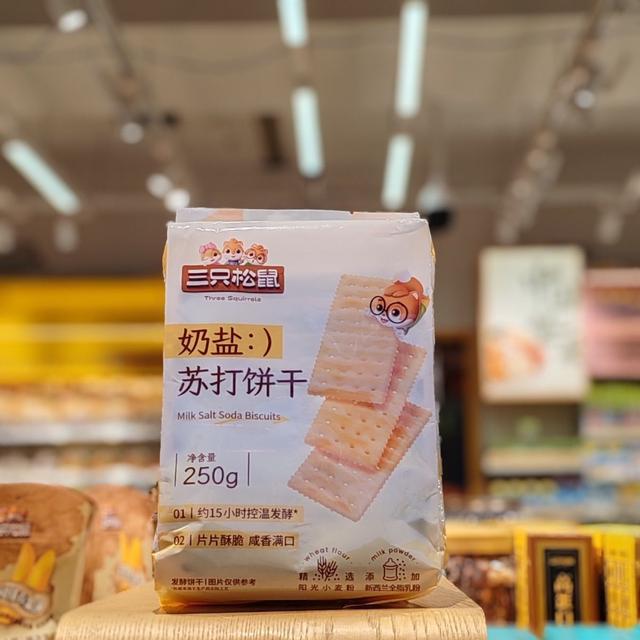 三只松鼠
Three Squirrels
奶盐:)
苏打饼干
Milk Salt Soda Biscuits
净含量
250g
01 | 约15小时控温发酵*
02 | 片片酥脆 咸香满口
wheat flour
milk powder
精 选 添 加
阳光小麦粉 新西兰全脂乳粉
发酵饼干 | 图片仅供参考